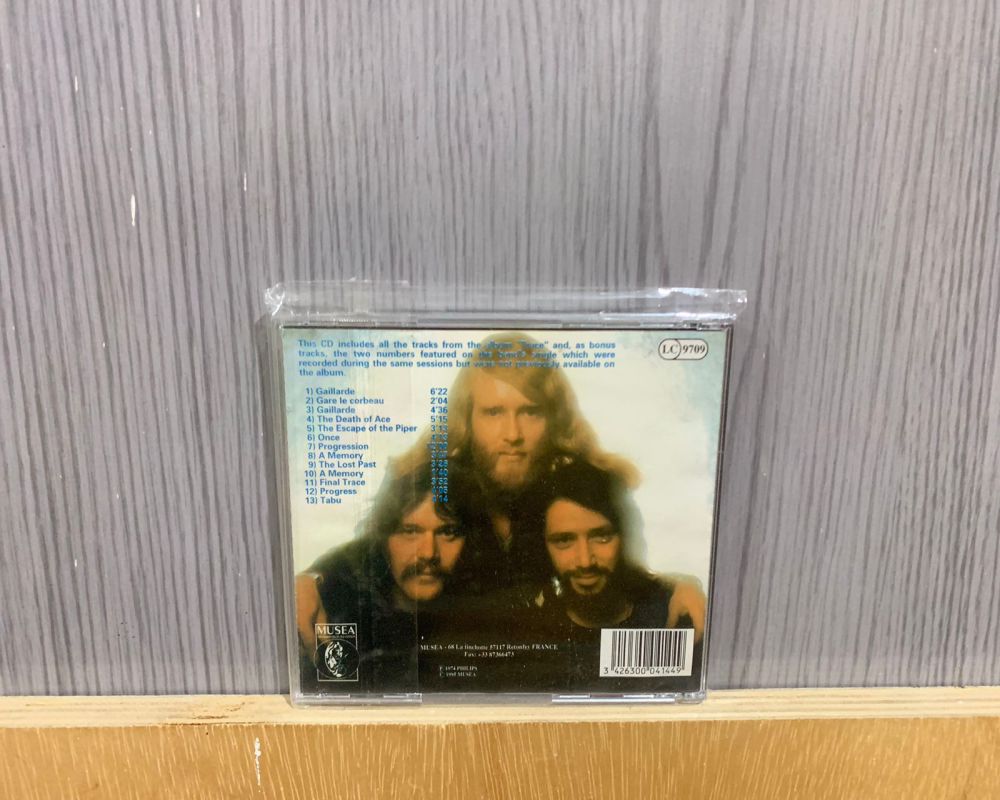 This CD includes all the tracks from the album "Trace" and, as bonus
tracks, the two numbers featured on the single which were
recorded during the same sessions but were not previously available on
the album.
LC 9709
1) Gaillarde 6'22
2) Gare le corbeau 2'04
3) Gaillarde 4'36
4) The Death of Ace 5'15
5) The Escape of the Piper 3'13
6) Once
7) Progression
8) A Memory
9) The Lost Past
10) A Memory
11) Final Trace
12) Progress
13) Tabu
MUSEA
MUSEA - 68 La tinchotte 57117 Retonfey FRANCE
Fax: +33 87366473
P 1974 PHILIPS
C 1995 MUSEA
3 426300 041449